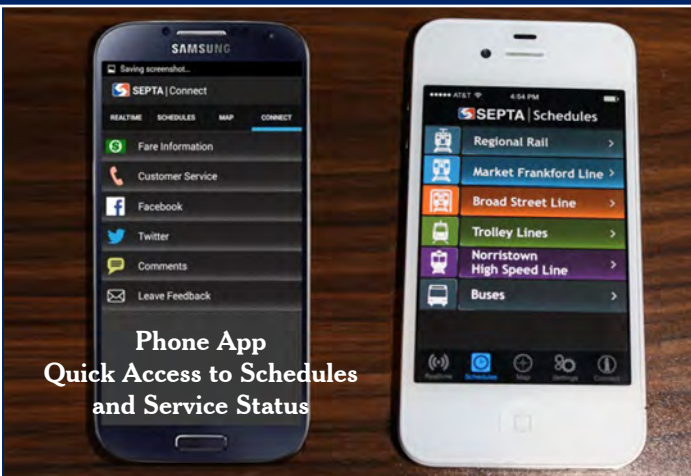 SAMSUNG
Saving screenshot...
SEPTA | Connect
REALTIME SCHEDULES MAP CONNECT
Fare Information
Customer Service
Facebook
Twitter
Comments
Leave Feedback
Phone App
Quick Access to Schedules
and Service Status
AT&T 4:54 PM
SEPTA | Schedules
Regional Rail
Market Frankford Line
Broad Street Line
Trolley Lines
Norristown
High Speed Line
Buses
Realtime Schedules Map Settings Connect